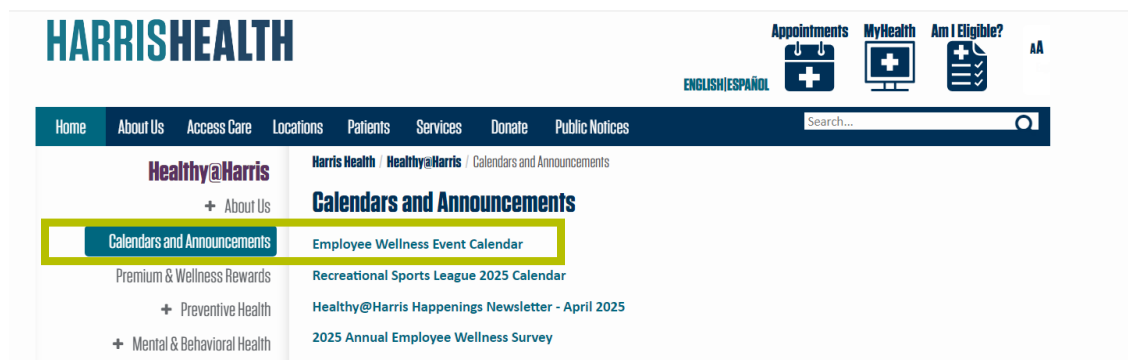 HARRISHEALTH
Appointments
MyHealth
Am I Eligible?
AA
ENGLISH|ESPAÑOL
Home About Us Access Care Locations Patients Services Donate Public Notices Search...
Healthy@Harris
+ About Us
Calendars and Announcements
Premium & Wellness Rewards
+ Preventive Health
+ Mental & Behavioral Health
Harris Health / Healthy@Harris / Calendars and Announcements
Calendars and Announcements
Employee Wellness Event Calendar
Recreational Sports League 2025 Calendar
Healthy@Harris Happenings Newsletter - April 2025
2025 Annual Employee Wellness Survey